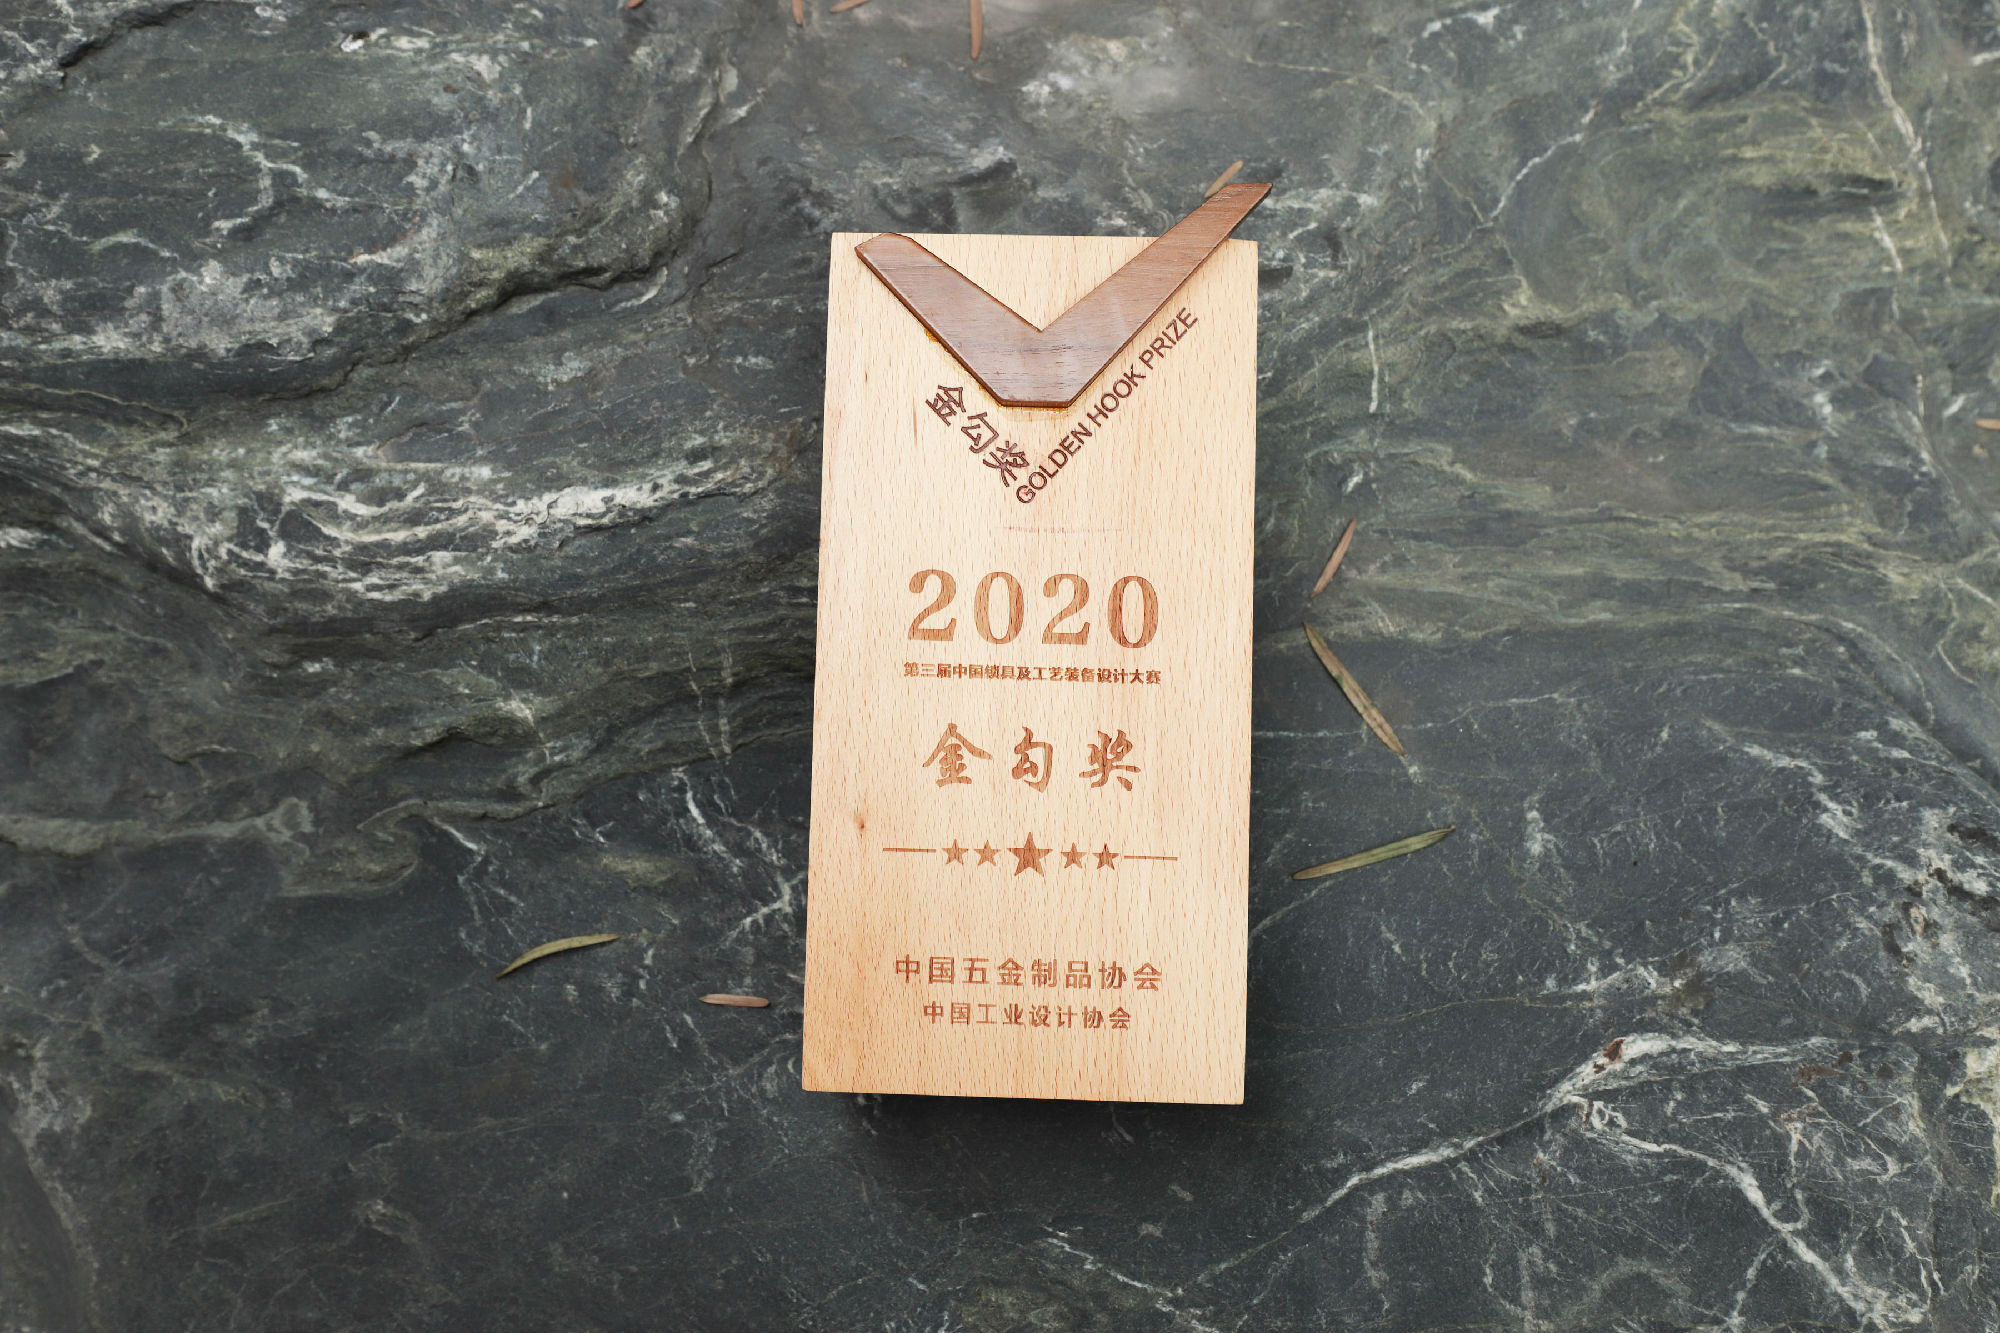 金勾奖
GOLDEN HOOK PRIZE
2020
第三届中国锁具及工艺装备设计大赛
金勾奖
中国五金制品协会
中国工业设计协会